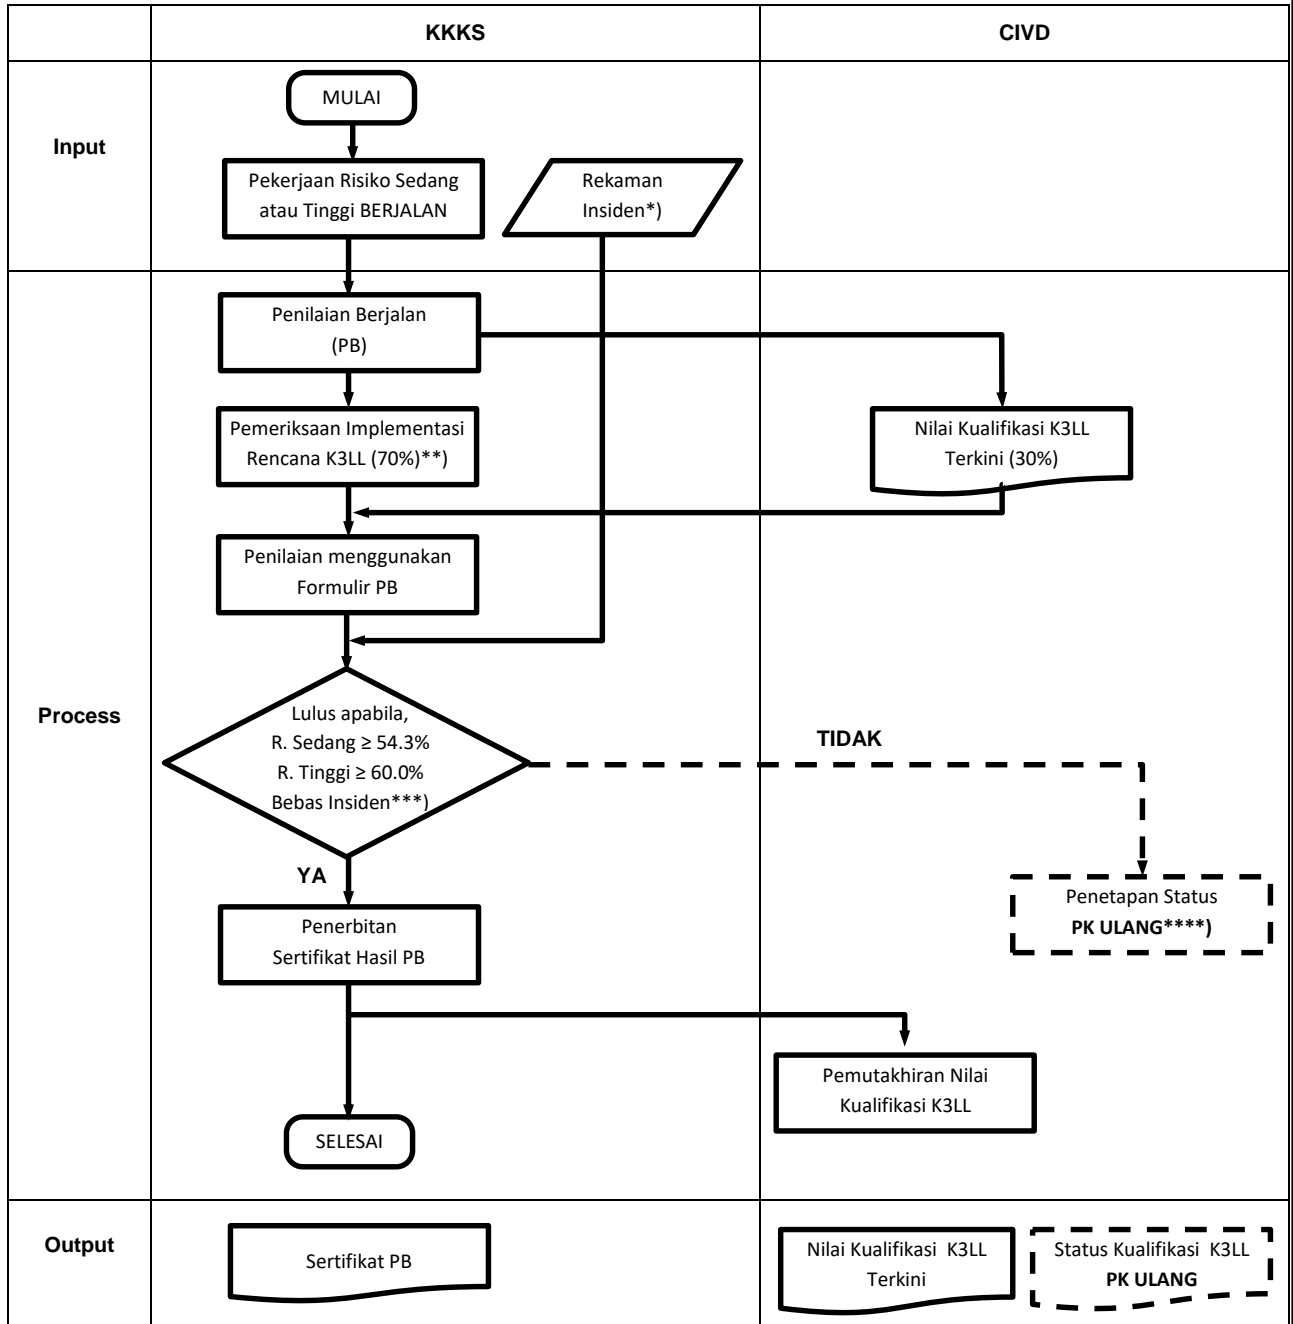 KKKS
CIVD
Input
MULAI
Pekerjaan Risiko Sedang
atau Tinggi BERJALAN
Rekaman
Insiden*)
Process
Penilaian Berjalan
(PB)
Pemeriksaan Implementasi
Rencana K3LL (70%)**)
Nilai Kualifikasi K3LL
Terkini (30%)
Penilaian menggunakan
Formulir PB
Lulus apabila,
R. Sedang ≥ 54.3%
R. Tinggi ≥ 60.0%
Bebas Insiden***)
TIDAK
YA
Penetapan Status
PK ULANG****)
Penerbitan
Sertifikat Hasil PB
Pemutakhiran Nilai
Kualifikasi K3LL
SELESAI
Output
Sertifikat PB
Nilai Kualifikasi K3LL
Terkini
Status Kualifikasi K3LL
PK ULANG